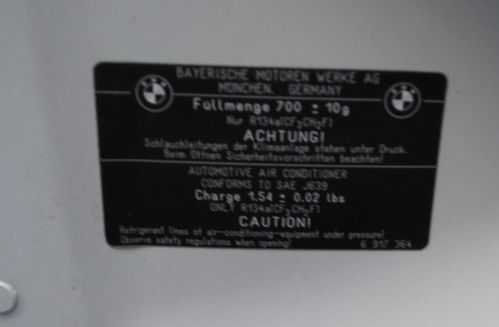 BAYERISCHE MOTOREN WERKE AG
MÜNCHEN, GERMANY
Füllmenge 700 ± 10g
Nur R134a(CF₃CH₂F)
ACHTUNG!
Schlauchleitungen der Klimaanlage stehen unter Druck.
Beim Öffnen Sicherheitsvorschriften beachten!
AUTOMOTIVE AIR CONDITIONER
CONFORMS TO SAE J639
Charge 1.54 ± 0.02 lbs
ONLY R134a(CF₃CH₂F)
CAUTION!
Refrigerant lines of air-conditioning-equipment under pressure!
Observe safety regulations when opening!
6 917 364